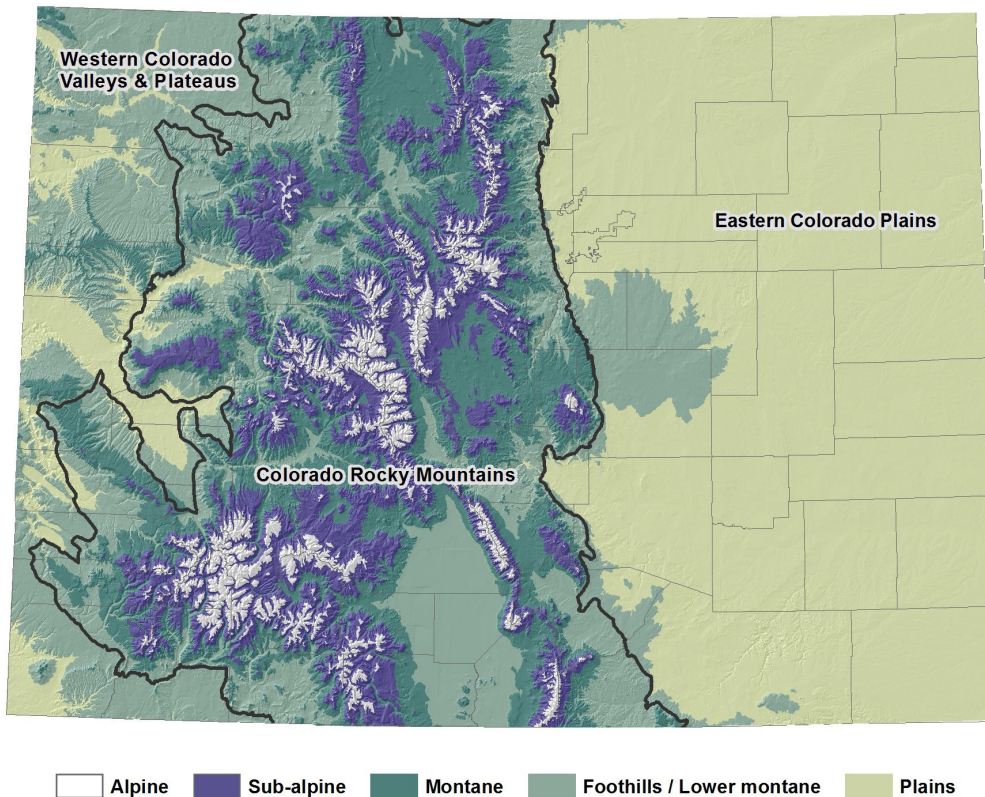 Western Colorado
Valleys & Plateaus
Eastern Colorado Plains
Colorado Rocky Mountains
Alpine
Sub-alpine
Montane
Foothills / Lower montane
Plains